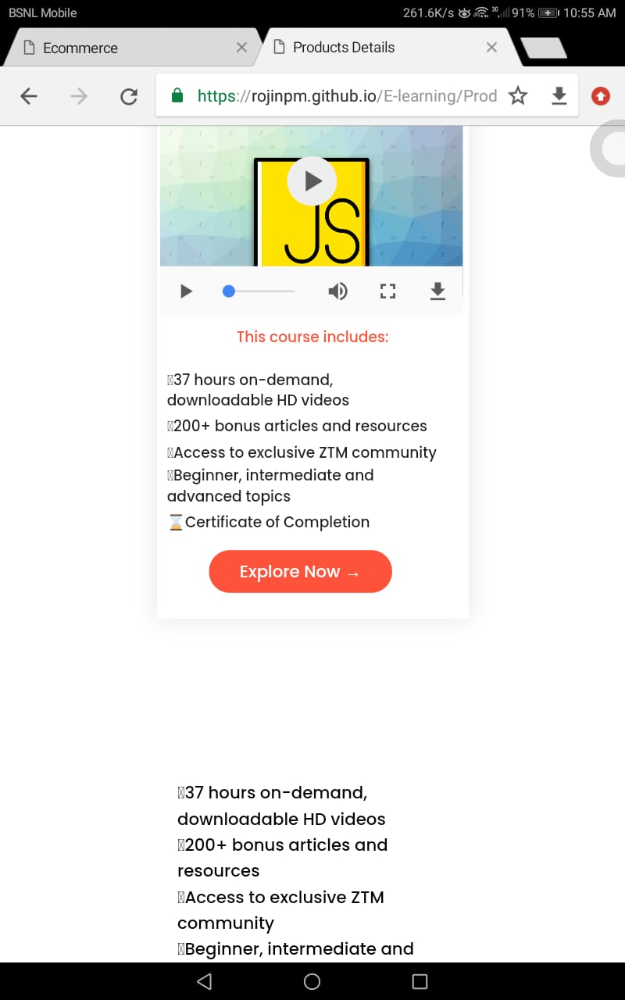 BSNL Mobile
261.6K/s 3G 91% 10:55 AM
Ecommerce
Products Details
https://rojinpm.github.io/E-learning/Prod
JS
This course includes:
37 hours on-demand,
downloadable HD videos
200+ bonus articles and resources
Access to exclusive ZTM community
Beginner, intermediate and
advanced topics
⌛Certificate of Completion
Explore Now →
37 hours on-demand,
downloadable HD videos
200+ bonus articles and
resources
Access to exclusive ZTM
community
Beginner, intermediate and